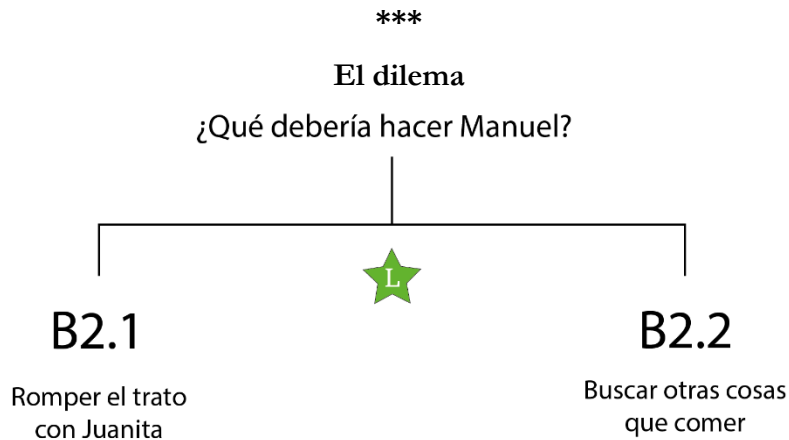 ***
El dilema
¿Qué debería hacer Manuel?
L
B2.1
Romper el trato
con Juanita
B2.2
Buscar otras cosas
que comer